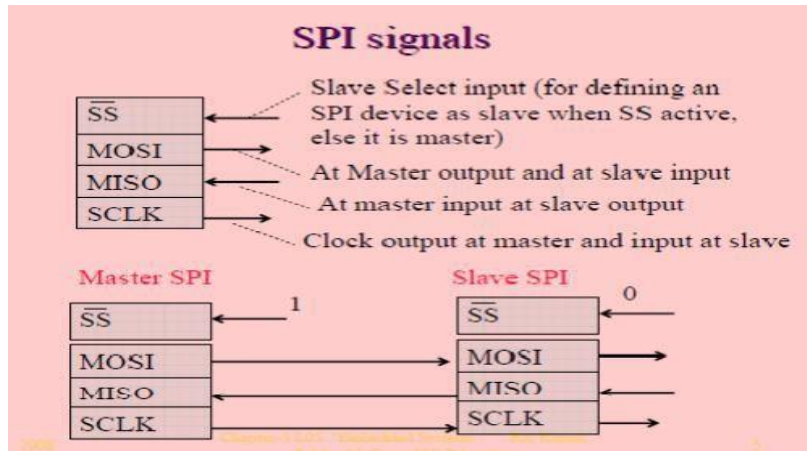 SPI signals
Slave Select input (for defining an
SPI device as slave when SS active,
else it is master)
SS
MOSI
At Master output and at slave input
MISO
At master input at slave output
SCLK
Clock output at master and input at slave
Master SPI
Slave SPI
SS
1
SS
0
MOSI
MOSI
MISO
MISO
SCLK
SCLK